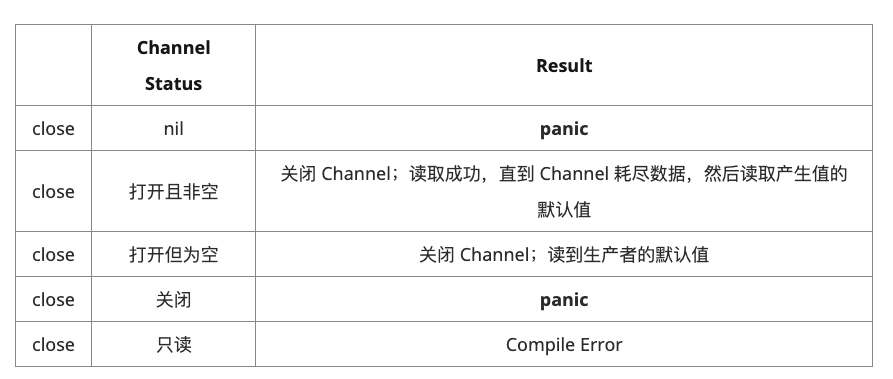 Channel
Status
Result
close
nil
panic
close
打开且非空
关闭 Channel；读取成功，直到 Channel 耗尽数据，然后读取产生值的
默认值
close
打开但为空
关闭 Channel；读到生产者的默认值
close
关闭
panic
close
只读
Compile Error